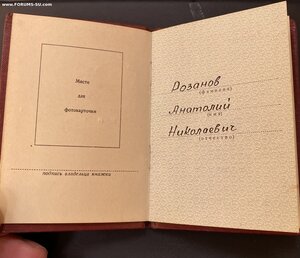 www.FORUMS-SU.com
Место
для
фотокарточки
подпись владельца книжки
Розанов
(фамилия)
Анатолий
(имя)
Николаевич
(отчество)